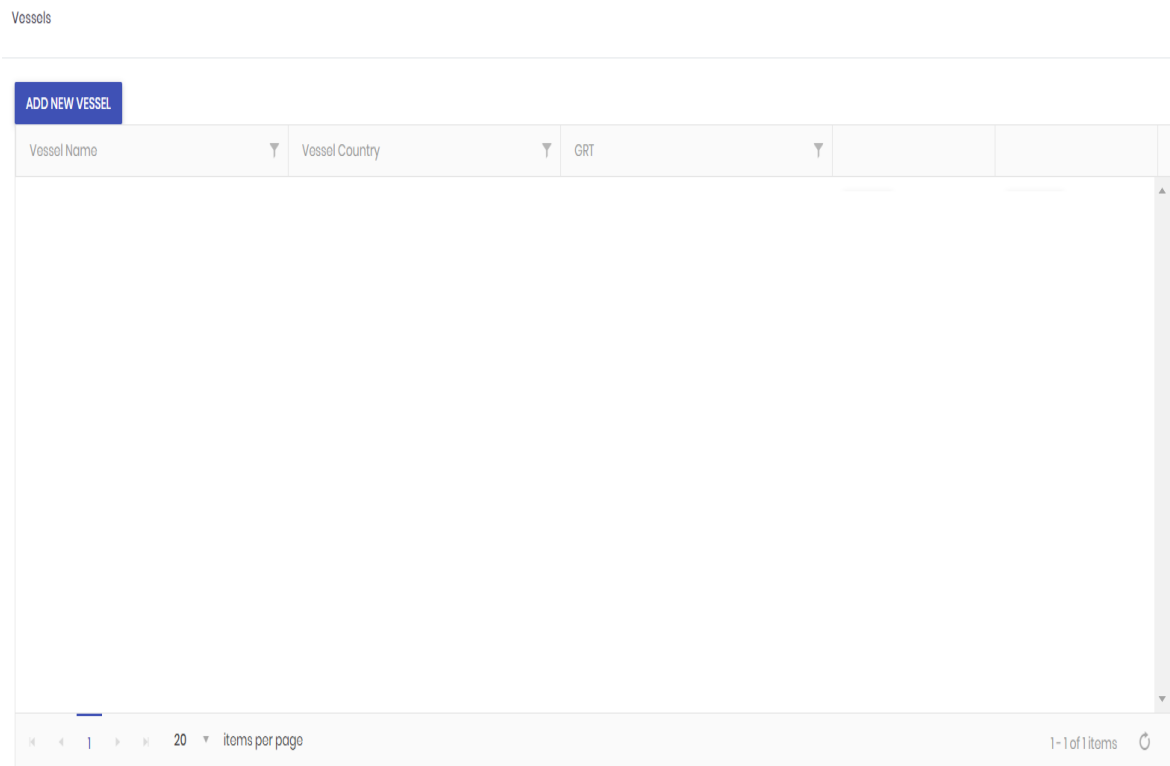 Vessels
ADD NEW VESSEL
Vessel Name Vessel Country GRT
1 20 items per page 1 - 1 of 1 items